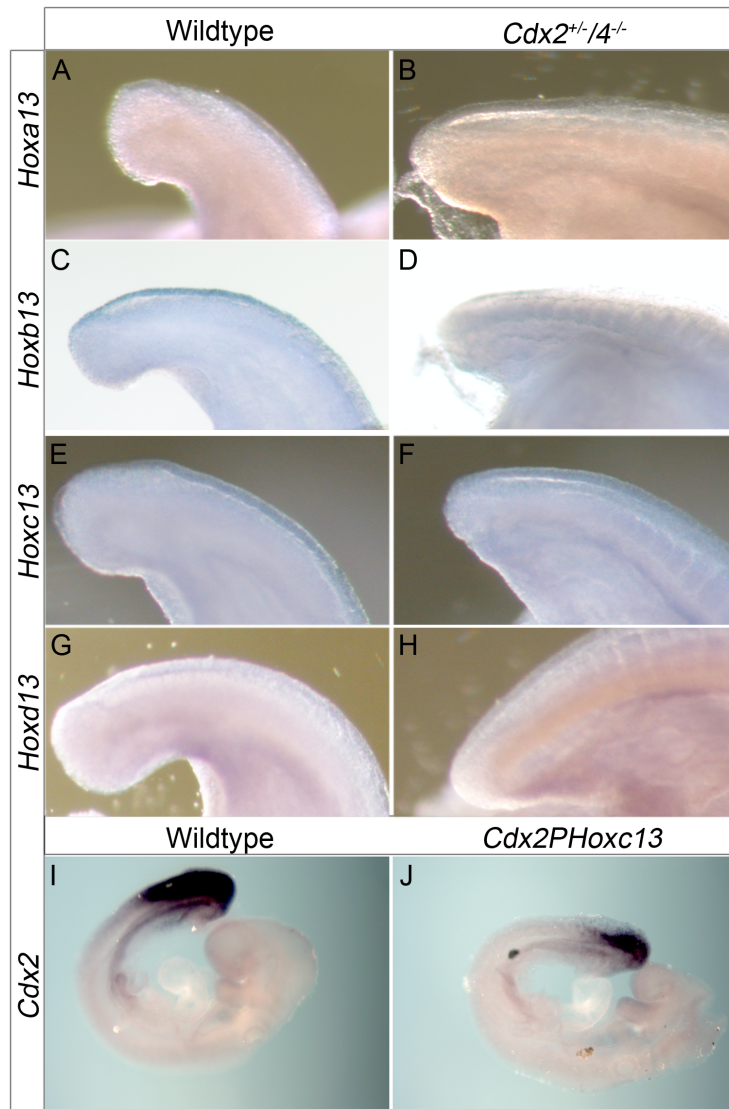 Wildtype Cdx2+/-/4-/-
Hoxa13 A B
Hoxb13 C D
Hoxc13 E F
Hoxd13 G H
Wildtype Cdx2PHoxc13
Cdx2 I J